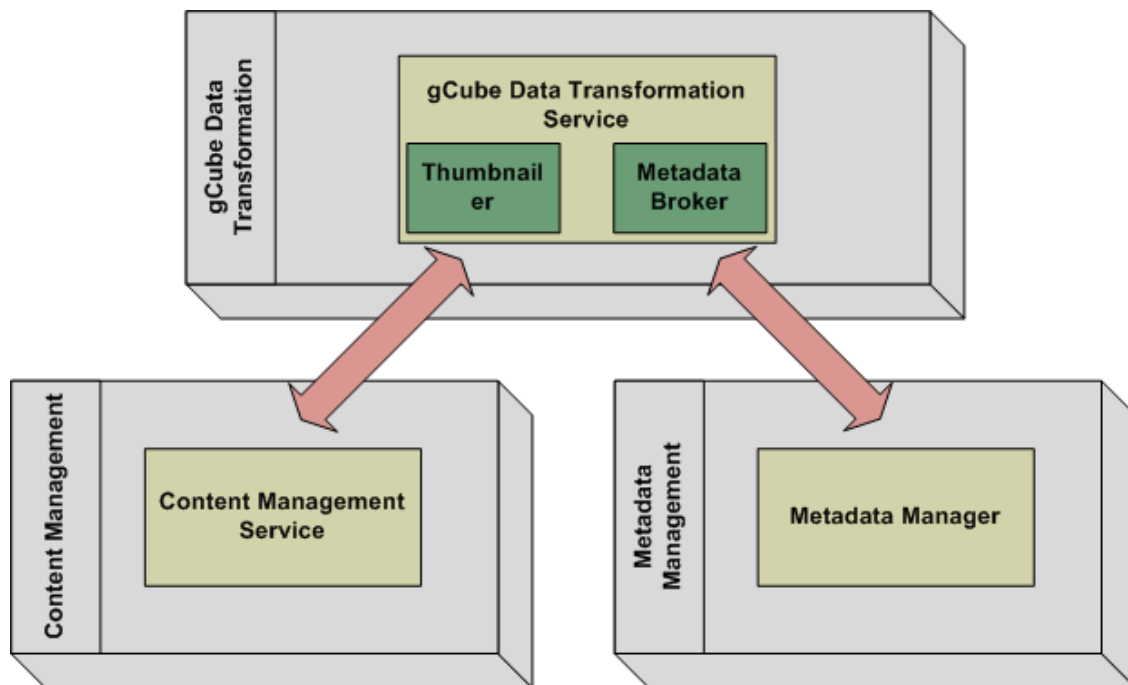 gCube Data
Transformation
gCube Data Transformation
Service
Thumbnail
er
Metadata
Broker
Content Management
Content Management
Service
Metadata
Management
Metadata Manager